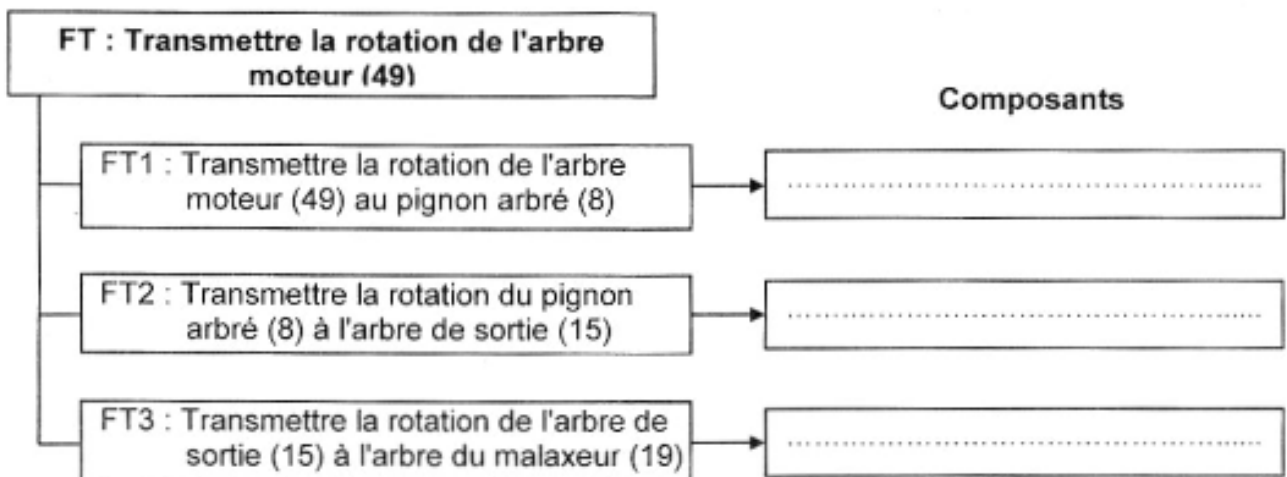 FT : Transmettre la rotation de l'arbre
moteur (49)
Composants
FT1 : Transmettre la rotation de l'arbre
moteur (49) au pignon arbré (8)
................................................
FT2 : Transmettre la rotation du pignon
arbré (8) à l'arbre de sortie (15)
................................................
FT3 : Transmettre la rotation de l'arbre de
sortie (15) à l'arbre du malaxeur (19)
................................................